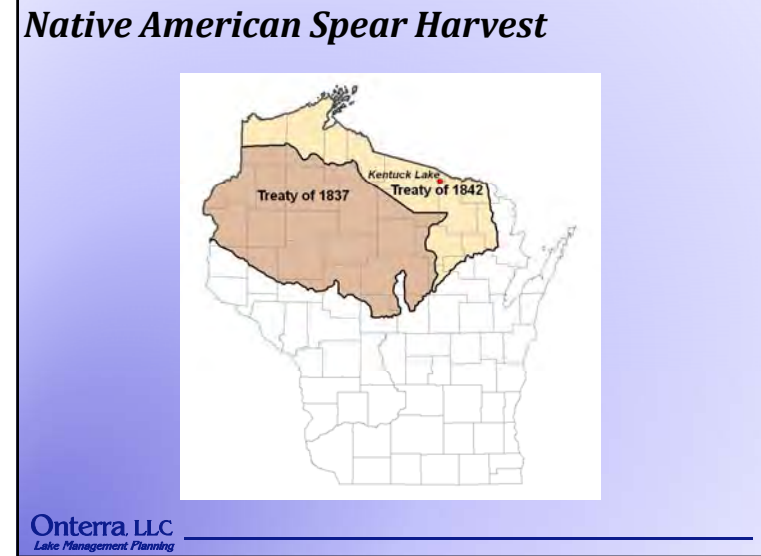 Native American Spear Harvest
Kentuck Lake
Treaty of 1842
Treaty of 1837
Onterra, LLC
Lake Management Planning